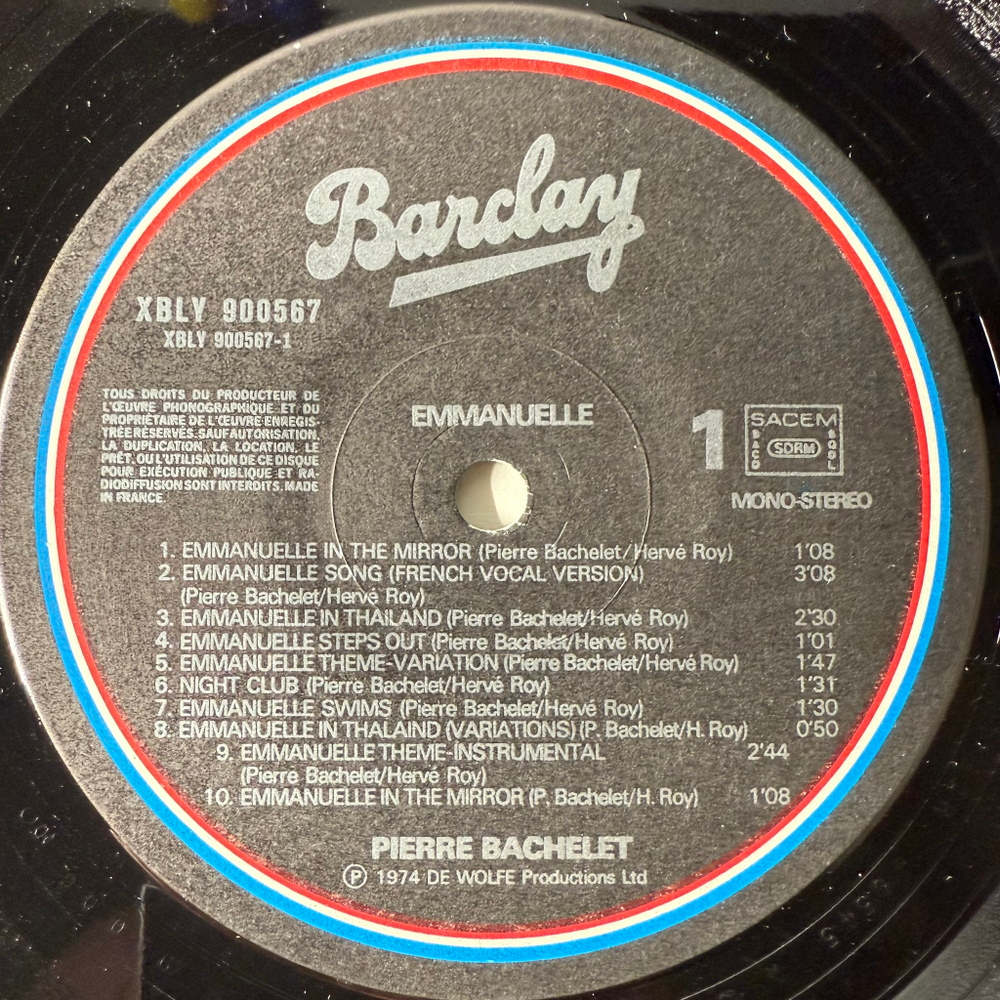 Barclay
XBLY 900567
XBLY 900567-1
TOUS DROITS DU PRODUCTEUR DE
L'ŒUVRE PHONOGRAPHIQUE ET DU
PROPRIÉTAIRE DE L'ŒUVRE ENREGIS-
TRÉE RÉSERVÉS. SAUF AUTORISATION,
LA DUPLICATION, LA LOCATION, LE
PRÊT, OU L'UTILISATION DE CE DISQUE
POUR EXÉCUTION PUBLIQUE ET RA-
DIODIFFUSION SONT INTERDITS. MADE
IN FRANCE.
EMMANUELLE
1
SACEM
SACD
SDRM
SGDL
MONO-STEREO
1. EMMANUELLE IN THE MIRROR (Pierre Bachelet/Hervé Roy) 1'08
2. EMMANUELLE SONG (FRENCH VOCAL VERSION) 3'08
(Pierre Bachelet/Hervé Roy)
3. EMMANUELLE IN THAILAND (Pierre Bachelet/Hervé Roy) 2'30
4. EMMANUELLE STEPS OUT (Pierre Bachelet/Hervé Roy) 1'01
5. EMMANUELLE THEME-VARIATION (Pierre Bachelet/Hervé Roy) 1'47
6. NIGHT CLUB (Pierre Bachelet/Hervé Roy) 1'31
7. EMMANUELLE SWIMS (Pierre Bachelet/Hervé Roy) 1'30
8. EMMANUELLE IN THALAIND (VARIATIONS) (P. Bachelet/H. Roy) 0'50
9. EMMANUELLE THEME-INSTRUMENTAL 2'44
(Pierre Bachelet/Hervé Roy)
10. EMMANUELLE IN THE MIRROR (P. Bachelet/H. Roy) 1'08
PIERRE BACHELET
Ⓟ 1974 DE WOLFE Productions Ltd